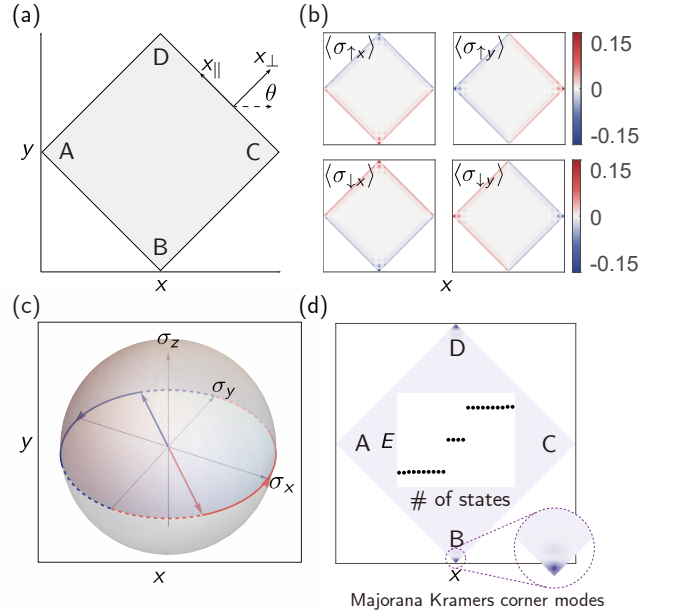 (a)
D
x∥
x⊥
θ
y
A
C
B
x
(b)
⟨σ↑x⟩
⟨σ↑y⟩
0.15
0
-0.15
⟨σ↓x⟩
⟨σ↓y⟩
0.15
0
-0.15
x
(c)
σz
σy
y
σx
x
(d)
D
A
E
C
# of states
B
x
Majorana Kramers corner modes